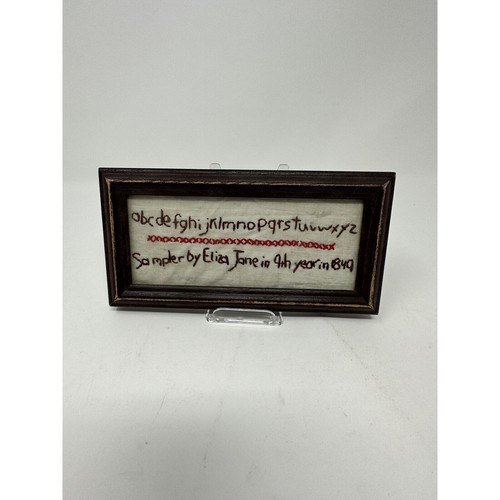 abcdefghijklmnopqrstuvwxyz
Sampler by Eliza Jane in 9th year in 1849